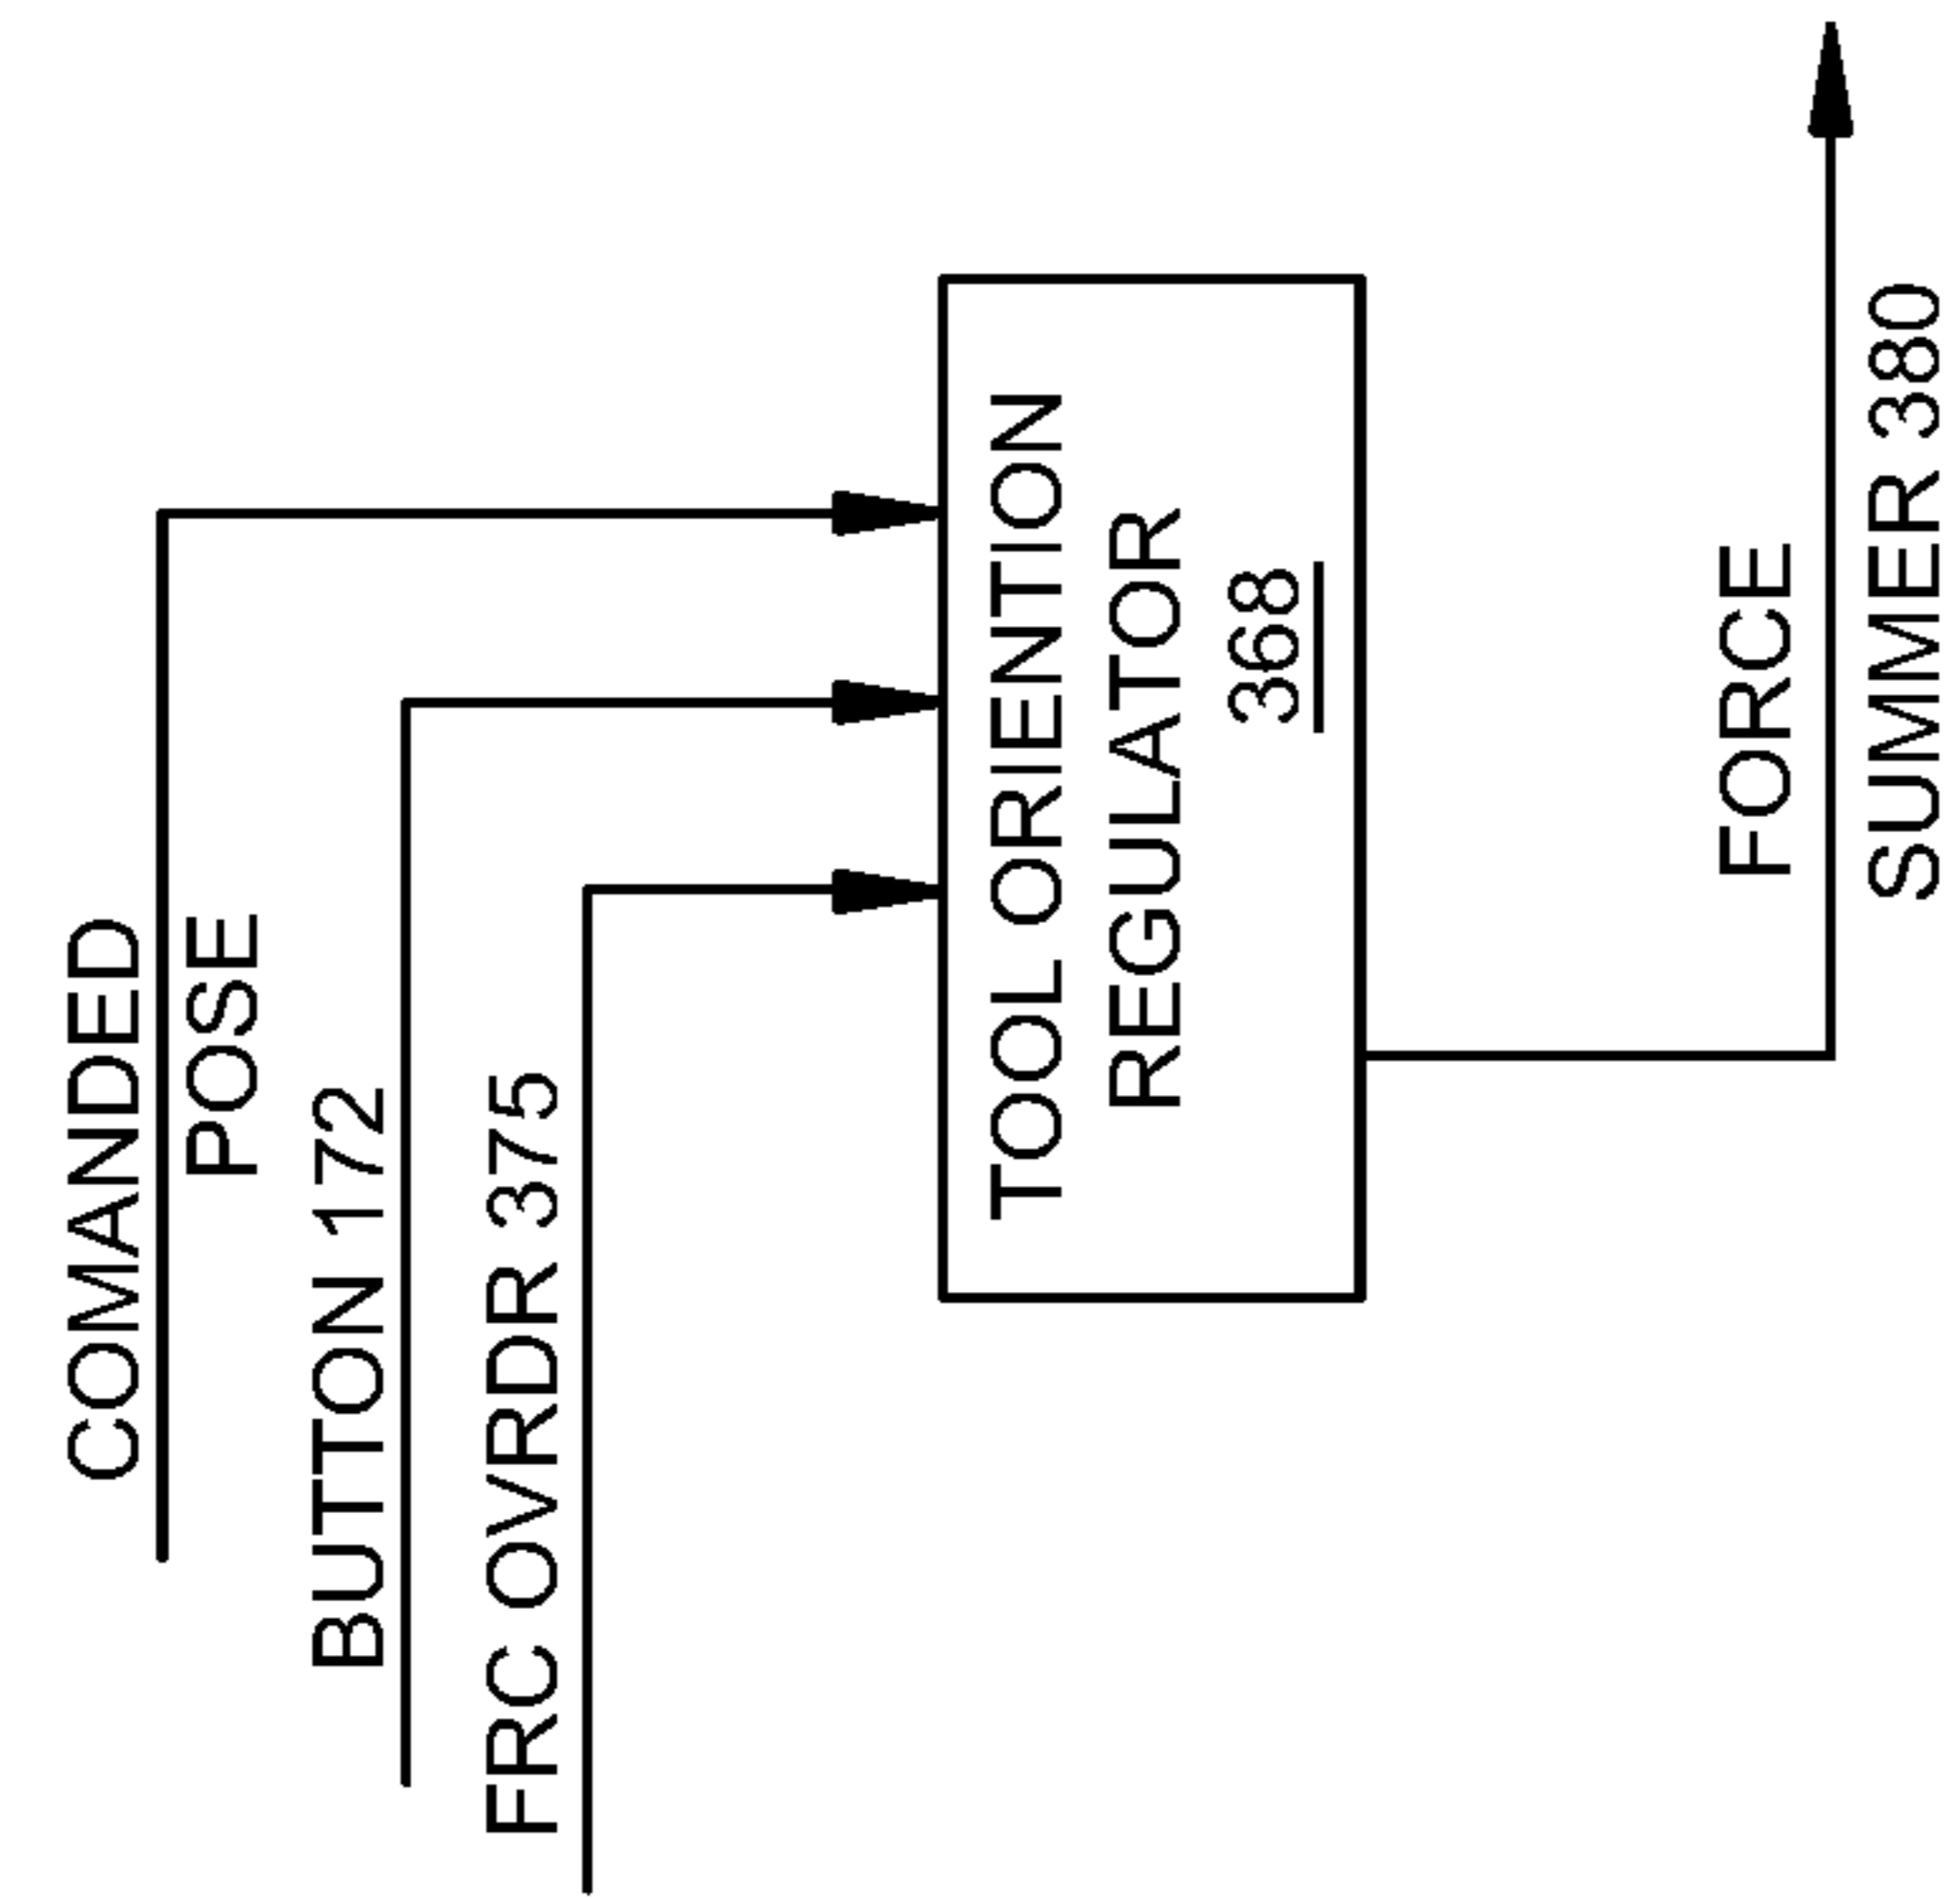 COMANDED
POSE
BUTTON 172
FRC OVRDR 375
TOOL ORIENTION
REGULATOR
368
FORCE
SUMMER 380